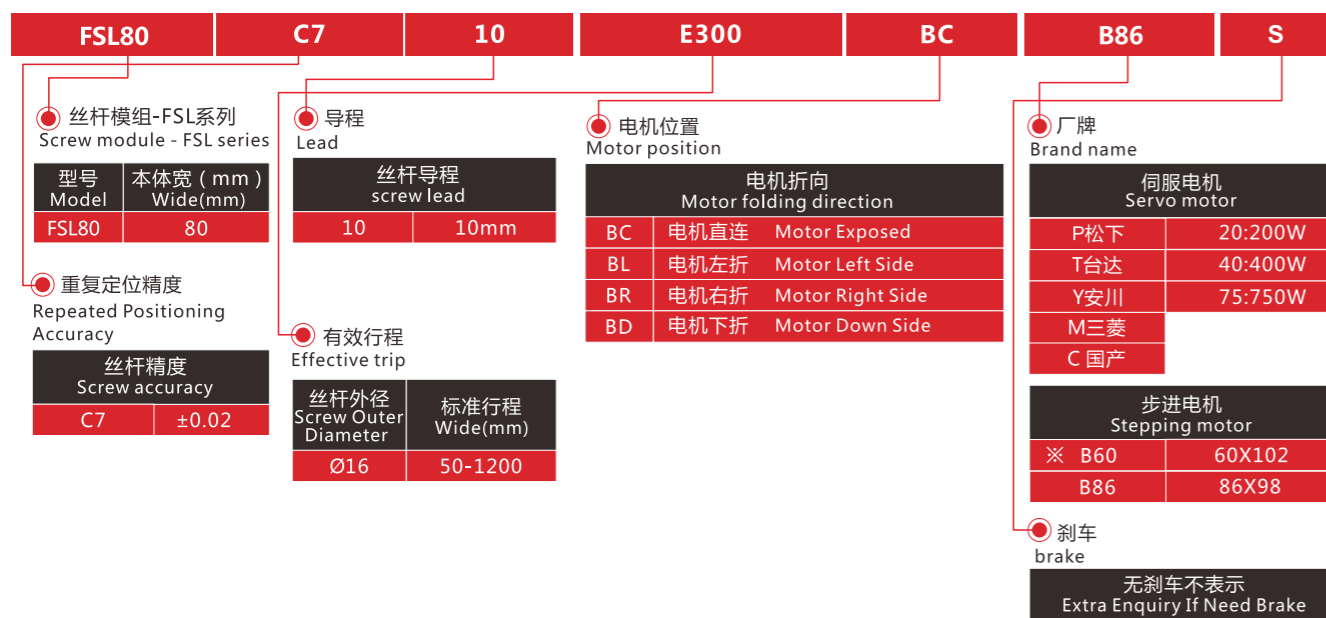 FSL80 C7 10 E300 BC B86 S
丝杆模组-FSL系列
Screw module - FSL series
型号 本体宽（mm）
Model Wide(mm)
FSL80 80
重复定位精度
Repeated Positioning
Accuracy
丝杆精度
Screw accuracy
C7 ±0.02
导程
Lead
丝杆导程
screw lead
10 10mm
有效行程
Effective trip
丝杆外径 标准行程
Screw Outer Wide(mm)
Diameter
Ø16 50-1200
电机位置
Motor position
电机折向
Motor folding direction
BC 电机直连 Motor Exposed
BL 电机左折 Motor Left Side
BR 电机右折 Motor Right Side
BD 电机下折 Motor Down Side
厂牌
Brand name
伺服电机
Servo motor
P松下 20:200W
T台达 40:400W
Y安川 75:750W
M三菱
C 国产
步进电机
Stepping motor
※ B60 60X102
B86 86X98
刹车
brake
无刹车不表示
Extra Enquiry If Need Brake